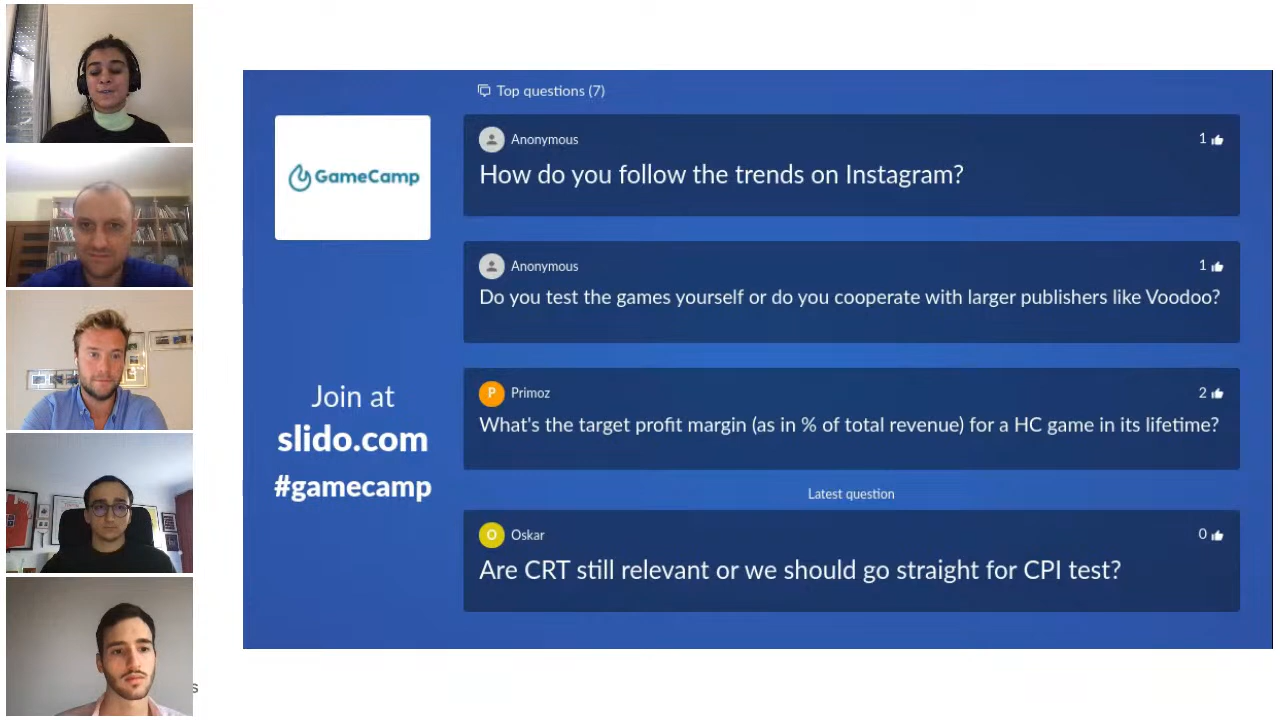 Top questions (7)
GameCamp
Anonymous
1
How do you follow the trends on Instagram?
Anonymous
1
Do you test the games yourself or do you cooperate with larger publishers like Voodoo?
P
Primoz
2
What's the target profit margin (as in % of total revenue) for a HC game in its lifetime?
Join at
slido.com
#gamecamp
Latest question
O
Oskar
0
Are CRT still relevant or we should go straight for CPI test?
s